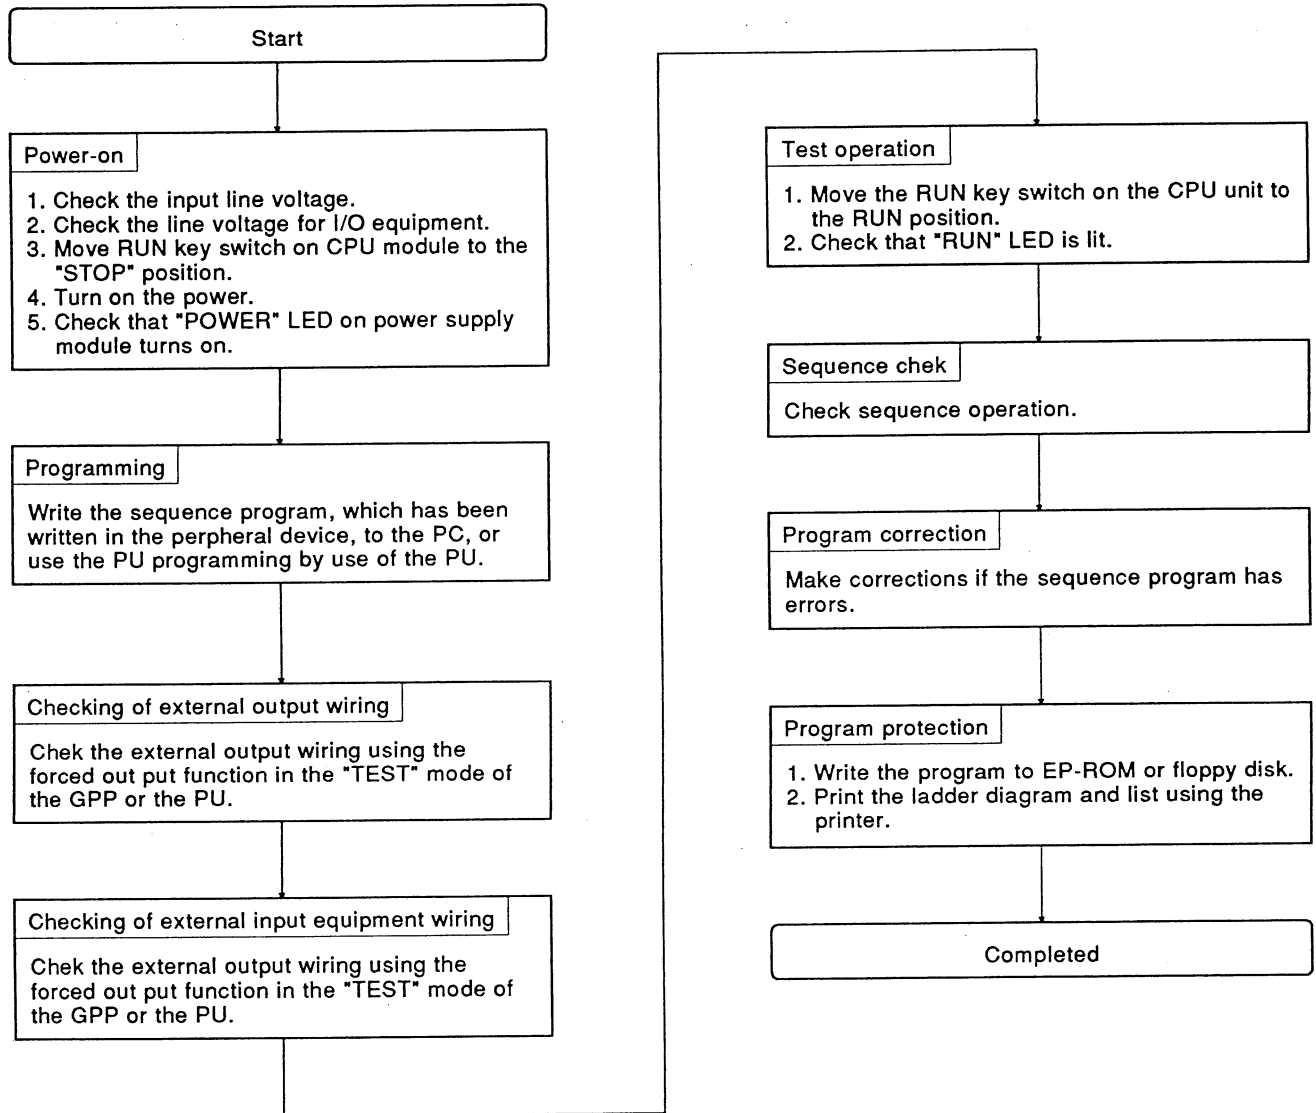 Start
Power-on
1. Check the input line voltage.
2. Check the line voltage for I/O equipment.
3. Move RUN key switch on CPU module to the
"STOP" position.
4. Turn on the power.
5. Check that "POWER" LED on power supply
module turns on.
Programming
Write the sequence program, which has been
written in the perpheral device, to the PC, or
use the PU programming by use of the PU.
Checking of external output wiring
Chek the external output wiring using the
forced out put function in the "TEST" mode of
the GPP or the PU.
Checking of external input equipment wiring
Chek the external output wiring using the
forced out put function in the "TEST" mode of
the GPP or the PU.
Test operation
1. Move the RUN key switch on the CPU unit to
the RUN position.
2. Check that "RUN" LED is lit.
Sequence chek
Check sequence operation.
Program correction
Make corrections if the sequence program has
errors.
Program protection
1. Write the program to EP-ROM or floppy disk.
2. Print the ladder diagram and list using the
printer.
Completed